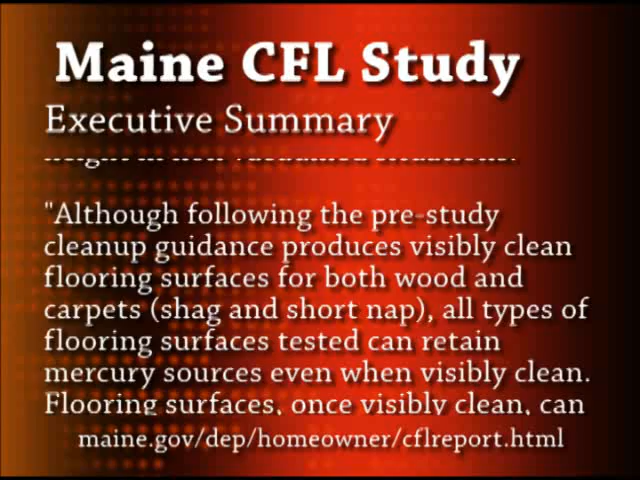 Maine CFL Study
Executive Summary
"Although following the pre-study
cleanup guidance produces visibly clean
flooring surfaces for both wood and
carpets (shag and short nap), all types of
flooring surfaces tested can retain
mercury sources even when visibly clean.
Flooring surfaces, once visibly clean, can
maine.gov/dep/homeowner/cflreport.html